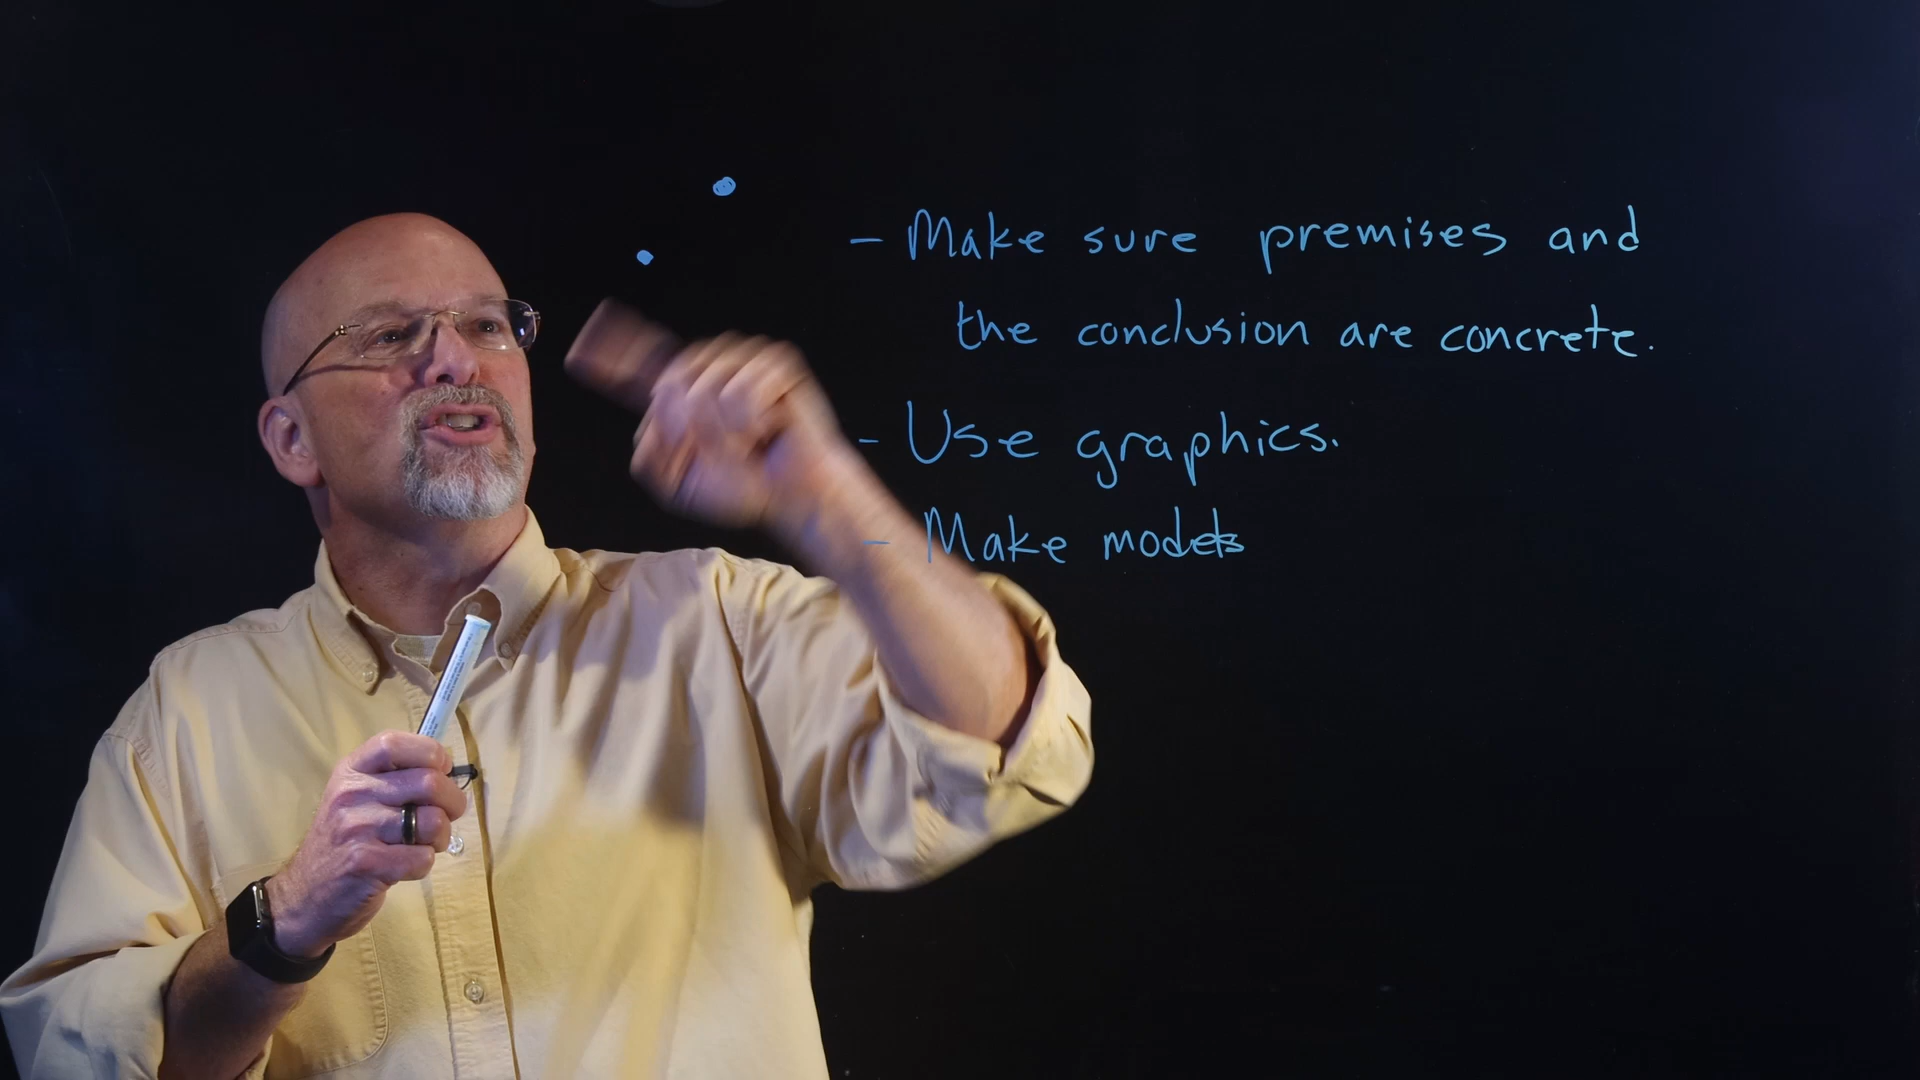 - Make sure premises and
the conclusion are concrete.
- Use graphics.
- Make models